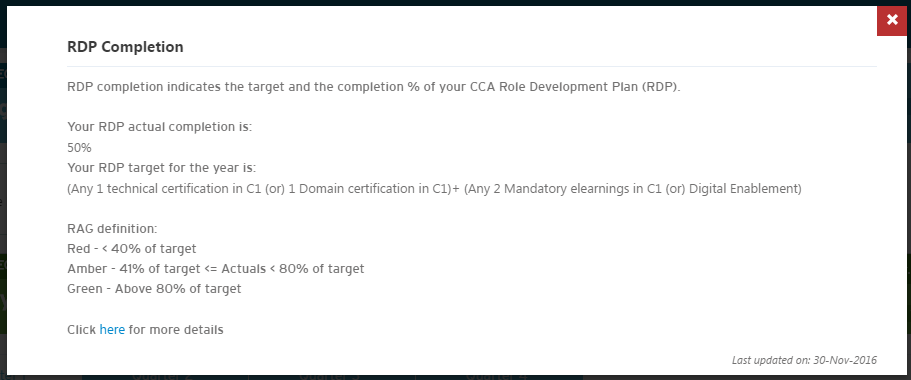 RDP Completion
RDP completion indicates the target and the completion % of your CCA Role Development Plan (RDP).
Your RDP actual completion is:
50%
Your RDP target for the year is:
(Any 1 technical certification in C1 (or) 1 Domain certification in C1)+ (Any 2 Mandatory elearnings in C1 (or) Digital Enablement)
RAG definition:
Red - < 40% of target
Amber - 41% of target <= Actuals < 80% of target
Green - Above 80% of target
Click here for more details
Last updated on: 30-Nov-2016